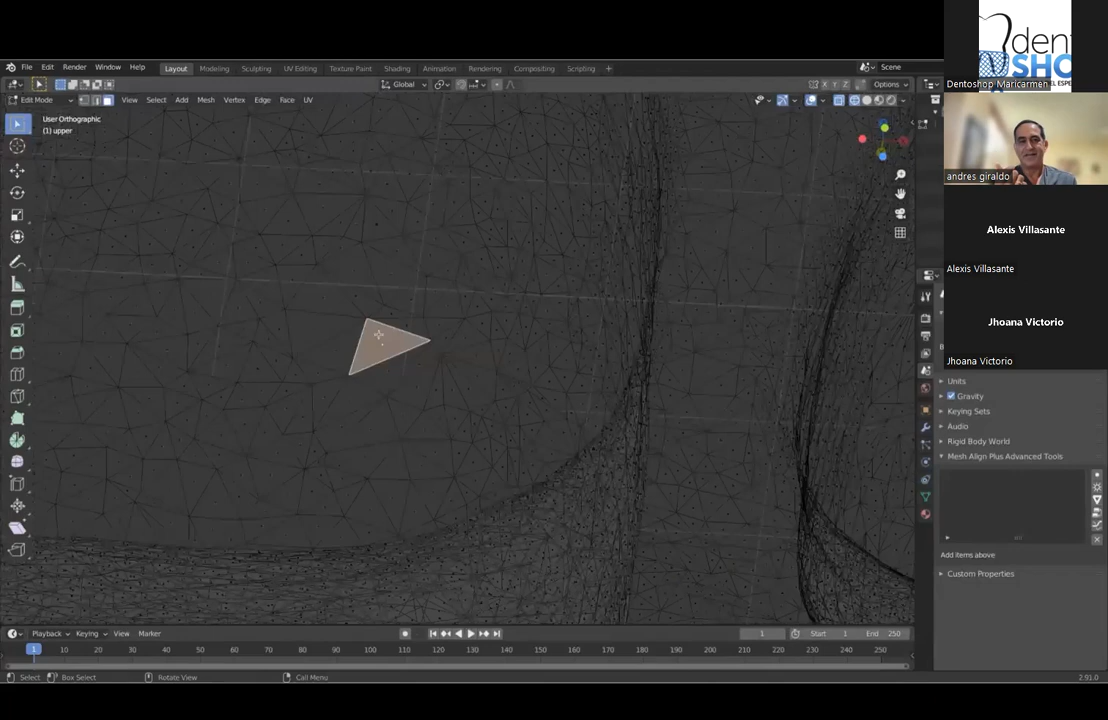 File Edit Render Window Help
Layout Modeling Sculpting UV Editing Texture Paint Shading Animation Rendering Compositing Scripting +
Scene
Global
Options
Edit Mode
View Select Add Mesh Vertex Edge Face UV
X Y Z
User Orthographic
(1) upper
dent
SHO
Dentoshop Maricarmen
andres giraldo
Alexis Villasante
Alexis Villasante
Jhoana Victorio
Jhoana Victorio
Units
Gravity
Keying Sets
Audio
Rigid Body World
Mesh Align Plus Advanced Tools
Add items above
Custom Properties
Playback Keying View Marker
1
Start 1
End 250
1 10 20 30 40 50 60 70 80 90 100 110 120 130 140 150 160 170 180 190 200 210 220 230 240 250
Select Box Select Rotate View Call Menu
2.91.0